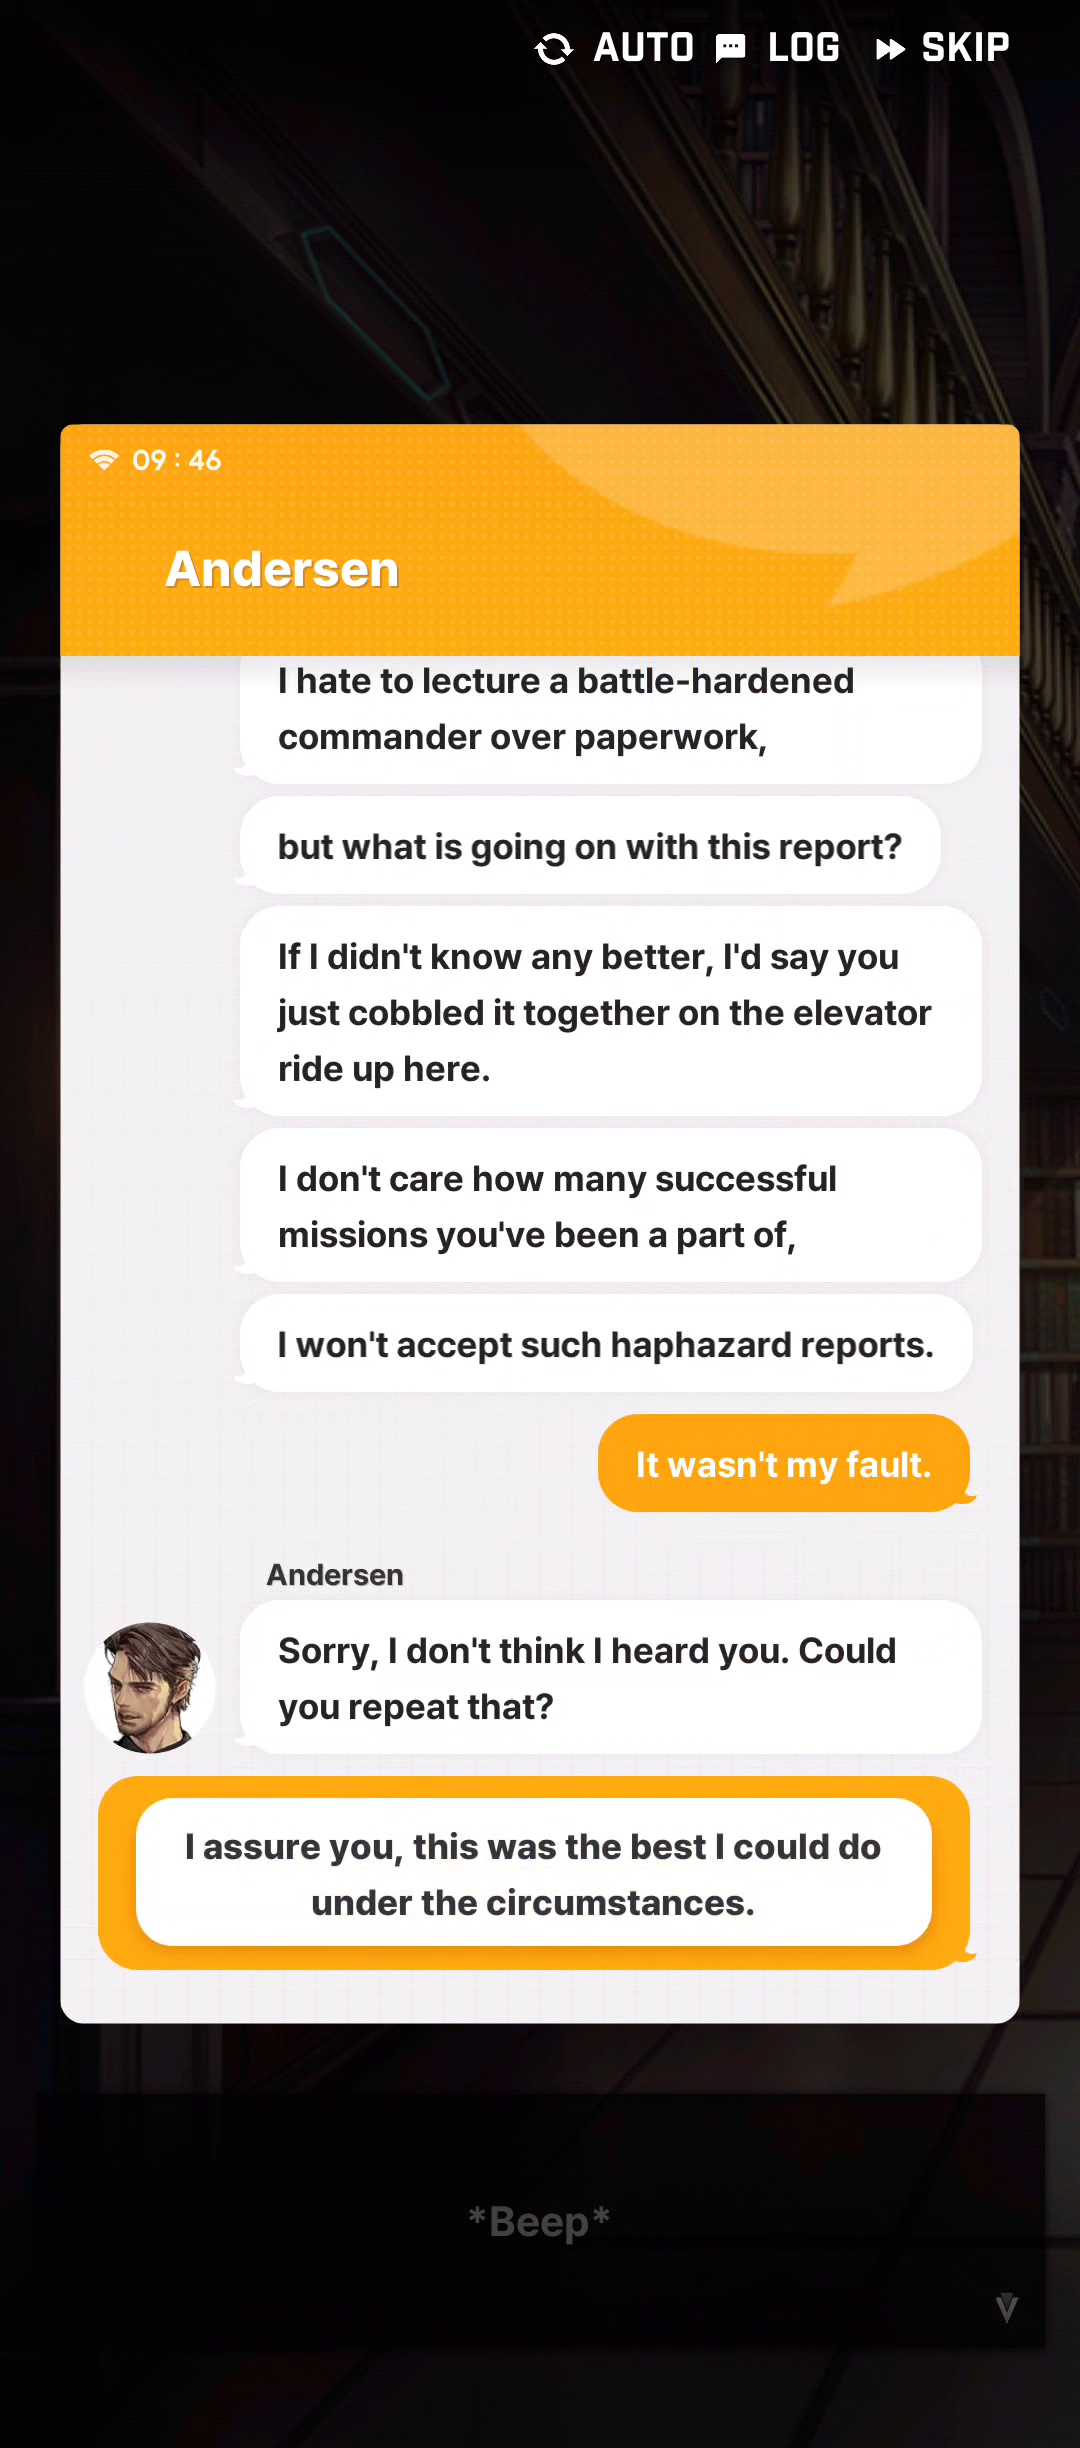 AUTO LOG SKIP
09 : 46
Andersen
I hate to lecture a battle-hardened
commander over paperwork,
but what is going on with this report?
If I didn't know any better, I'd say you
just cobbled it together on the elevator
ride up here.
I don't care how many successful
missions you've been a part of,
I won't accept such haphazard reports.
It wasn't my fault.
Andersen
Sorry, I don't think I heard you. Could
you repeat that?
I assure you, this was the best I could do
under the circumstances.
*Beep*